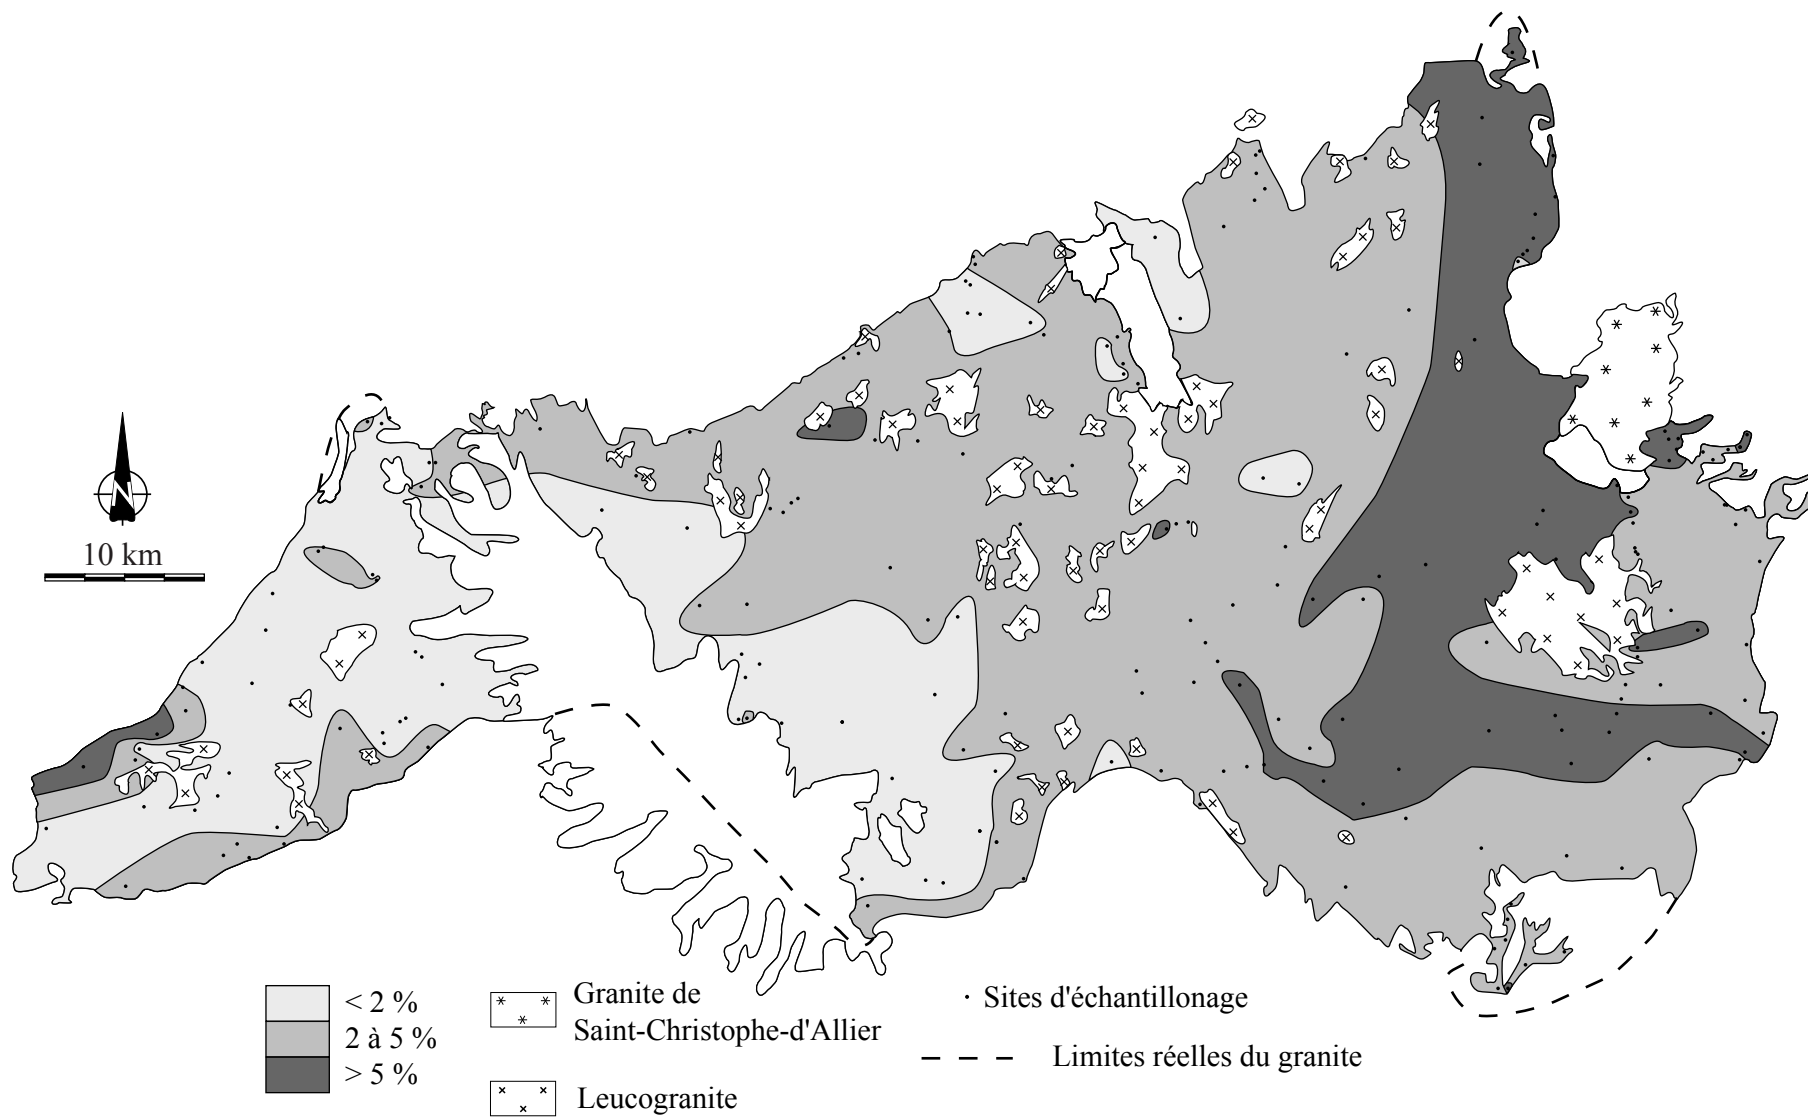 N
10 km
< 2 %
2 à 5 %
> 5 %
Granite de
Saint-Christophe-d'Allier
Leucogranite
Sites d'échantillonage
Limites réelles du granite